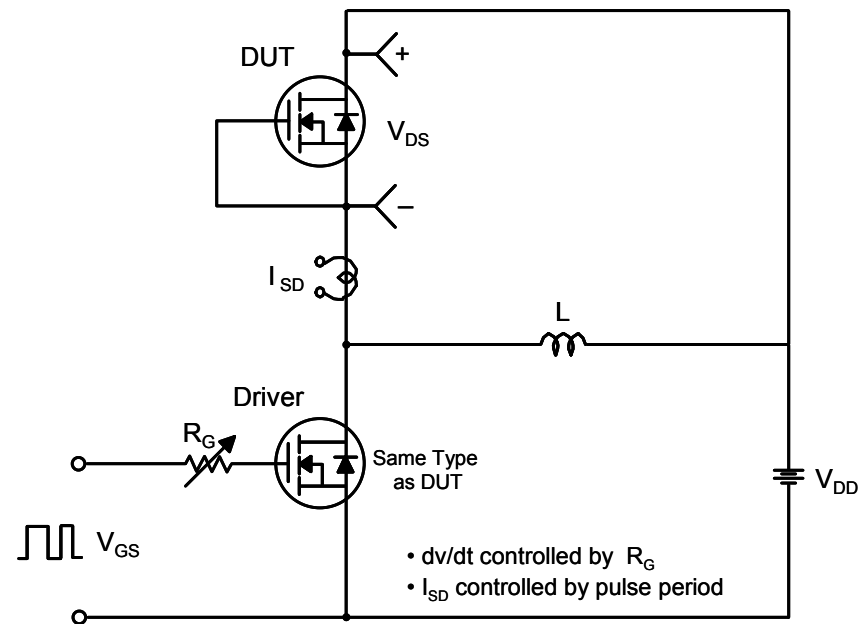 DUT
+
V_DS
−
I_SD
L
Driver
R_G
Same Type
as DUT
V_DD
V_GS
• dv/dt controlled by R_G
• I_SD controlled by pulse period